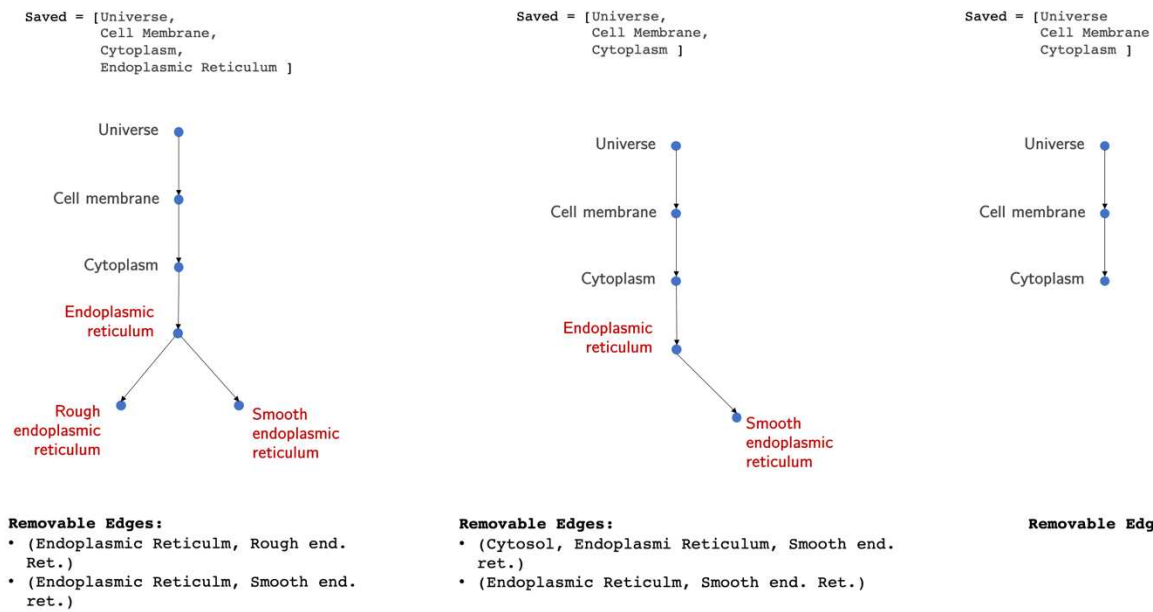 Saved = [Universe,
Cell Membrane,
Cytoplasm,
Endoplasmic Reticulum ]
Universe
Cell membrane
Cytoplasm
Endoplasmic
reticulum
Rough
endoplasmic
reticulum
Smooth
endoplasmic
reticulum
Removable Edges:
• (Endoplasmic Reticulm, Rough end.
Ret.)
• (Endoplasmic Reticulm, Smooth end.
ret.)
Saved = [Universe,
Cell Membrane,
Cytoplasm ]
Universe
Cell membrane
Cytoplasm
Endoplasmic
reticulum
Smooth
endoplasmic
reticulum
Removable Edges:
• (Cytosol, Endoplasmi Reticulum, Smooth end.
ret.)
• (Endoplasmic Reticulm, Smooth end. Ret.)
Saved = [Universe
Cell Membrane
Cytoplasm ]
Universe
Cell membrane
Cytoplasm
Removable Edg